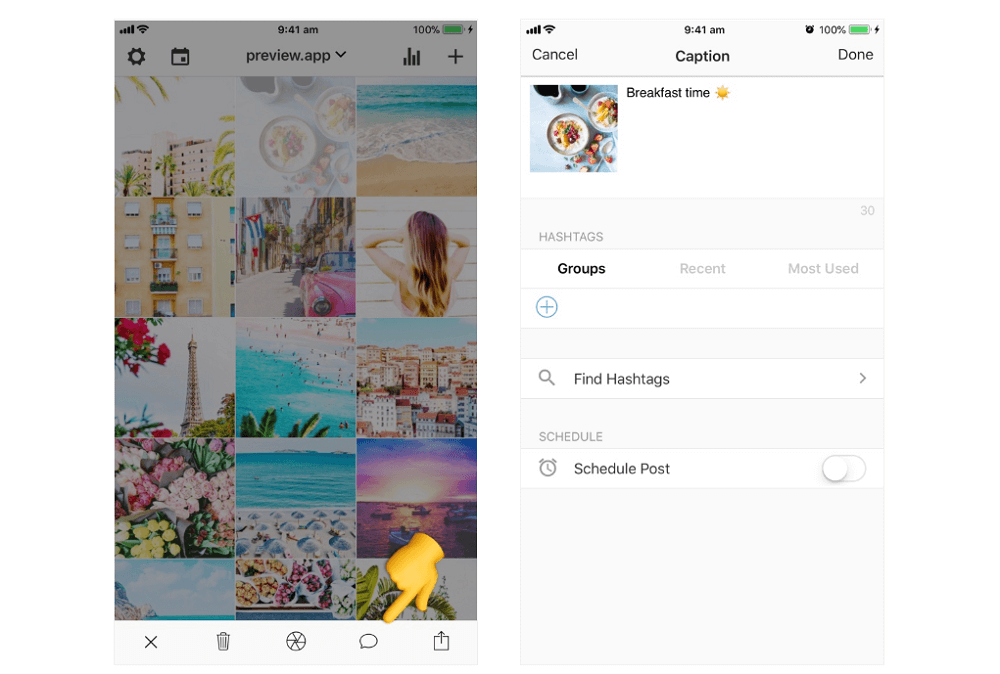 9:41 am
100%
preview.app
9:41 am
100%
Cancel
Caption
Done
Breakfast time ☀️
30
HASHTAGS
Groups
Recent
Most Used
Find Hashtags
SCHEDULE
Schedule Post